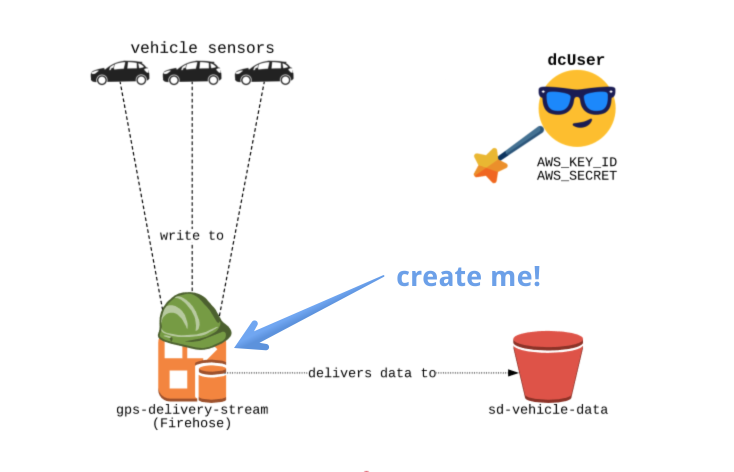 vehicle sensors
dcUser
AWS_KEY_ID
AWS_SECRET
write to
create me!
delivers data to
gps-delivery-stream
(Firehose)
sd-vehicle-data